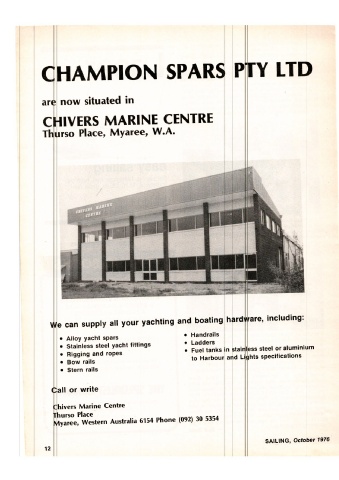 CHAMPION SPARS PTY LTD
are now situated in
CHIVERS MARINE CENTRE
Thurso Place, Myaree, W.A.
CHIVERS MARINE
CENTRE
We can supply all your yachting and boating hardware, including:
• Alloy yacht spars
• Stainless steel yacht fittings
• Rigging and ropes
• Bow rails
• Stern rails
• Handrails
• Ladders
• Fuel tanks in stainless steel or aluminium
to Harbour and Lights specifications
Call or write
Chivers Marine Centre
Thurso Place
Myaree, Western Australia 6154 Phone (092) 30 5354
12
SAILING, October 1976